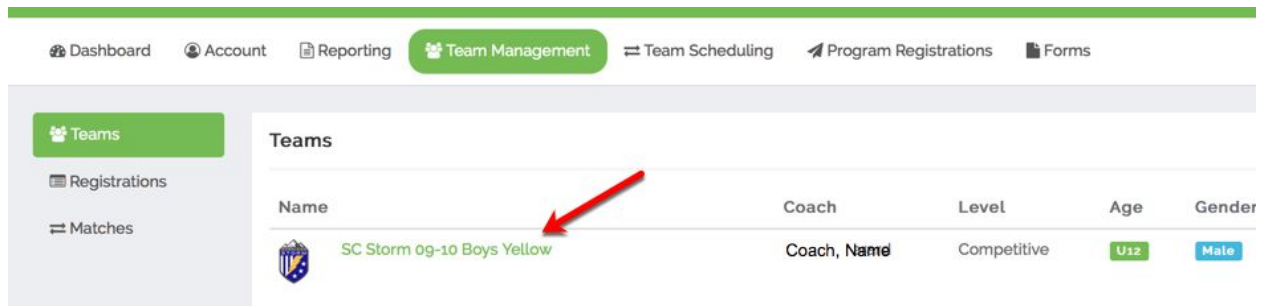 Dashboard Account Reporting Team Management Team Scheduling Program Registrations Forms
Teams
Registrations
Matches
Teams
Name Coach Level Age Gender
SC Storm 09-10 Boys Yellow Coach, Name Competitive U12 Male